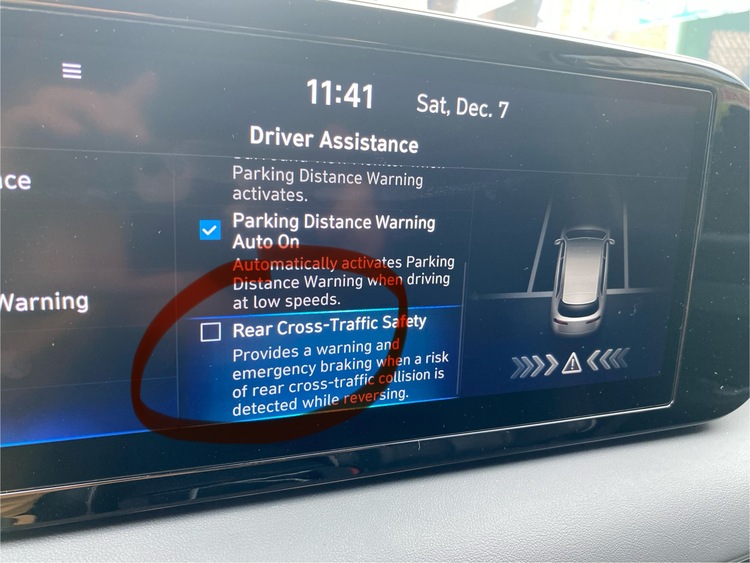 11:41
Sat, Dec. 7
Driver Assistance
Parking Distance Warning
activates.
Parking Distance Warning
Auto On
Automatically activates Parking
Distance Warning when driving
at low speeds.
Rear Cross-Traffic Safety
Provides a warning and
emergency braking when a risk
of rear cross-traffic collision is
detected while reversing.
nce
Warning